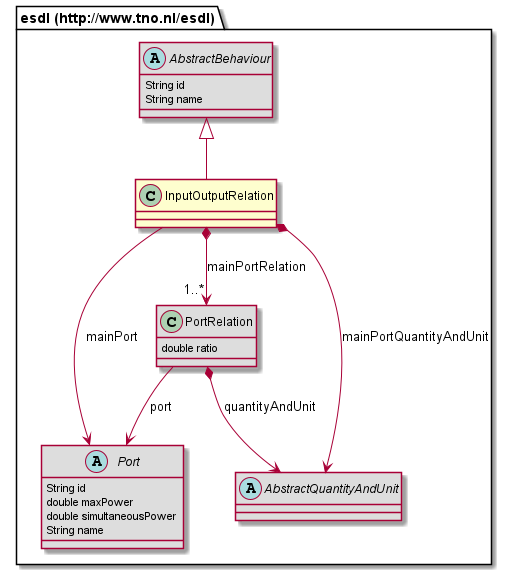 esdl (http://www.tno.nl/esdl)
A AbstractBehaviour
String id
String name
C InputOutputRelation
mainPortRelation
1..*
mainPort
mainPortQuantityAndUnit
C PortRelation
double ratio
port
quantityAndUnit
A Port
String id
double maxPower
double simultaneousPower
String name
A AbstractQuantityAndUnit